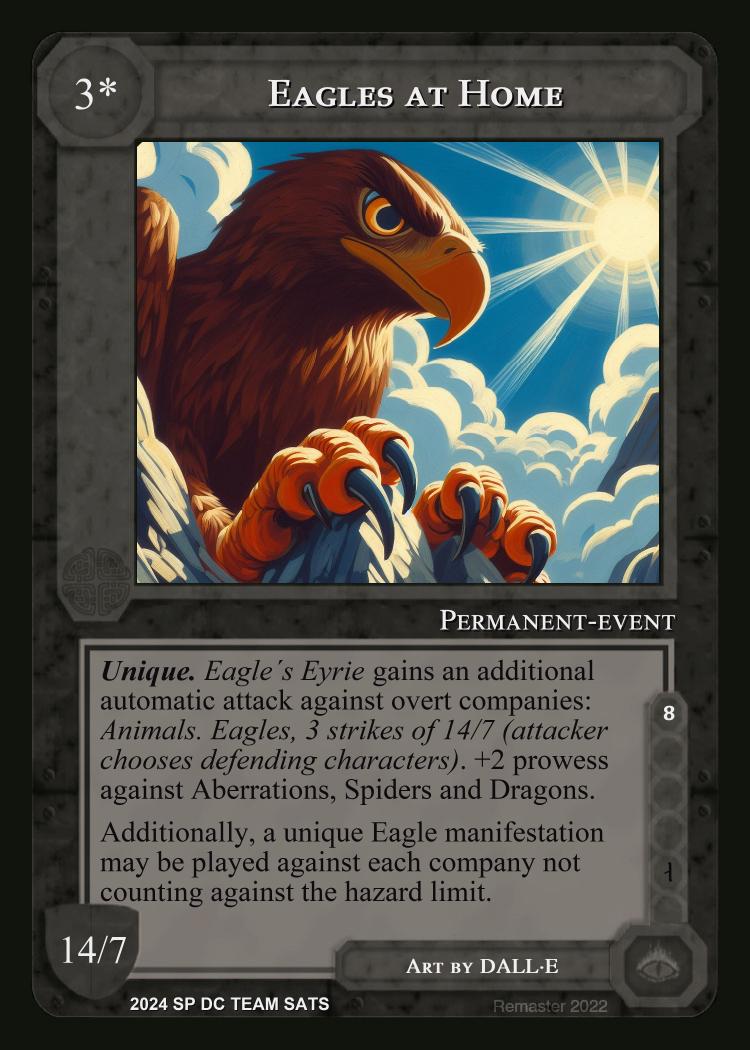 3*
Eagles at Home
Permanent-event
Unique. Eagle´s Eyrie gains an additional
automatic attack against overt companies:
Animals. Eagles, 3 strikes of 14/7 (attacker
chooses defending characters). +2 prowess
against Aberrations, Spiders and Dragons.
Additionally, a unique Eagle manifestation
may be played against each company not
counting against the hazard limit.
8
14/7
Art by DALL·E
2024 SP DC TEAM SATS
Remaster 2022